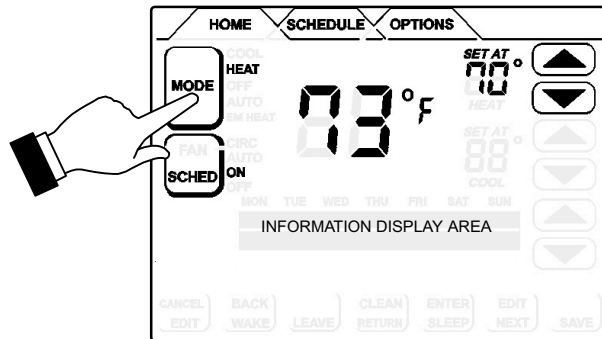 HOME SCHEDULE OPTIONS
COOL
HEAT
OFF
AUTO
EM HEAT
MODE
73°F
SET AT
70°
HEAT
FAN
CIRC
AUTO
SCHED
ON
OFF
SET AT
88°
COOL
MON TUE WED THU FRI SAT SUN
INFORMATION DISPLAY AREA
CANCEL BACK CLEAN ENTER EDIT
EDIT WAKE LEAVE RETURN SLEEP NEXT SAVE